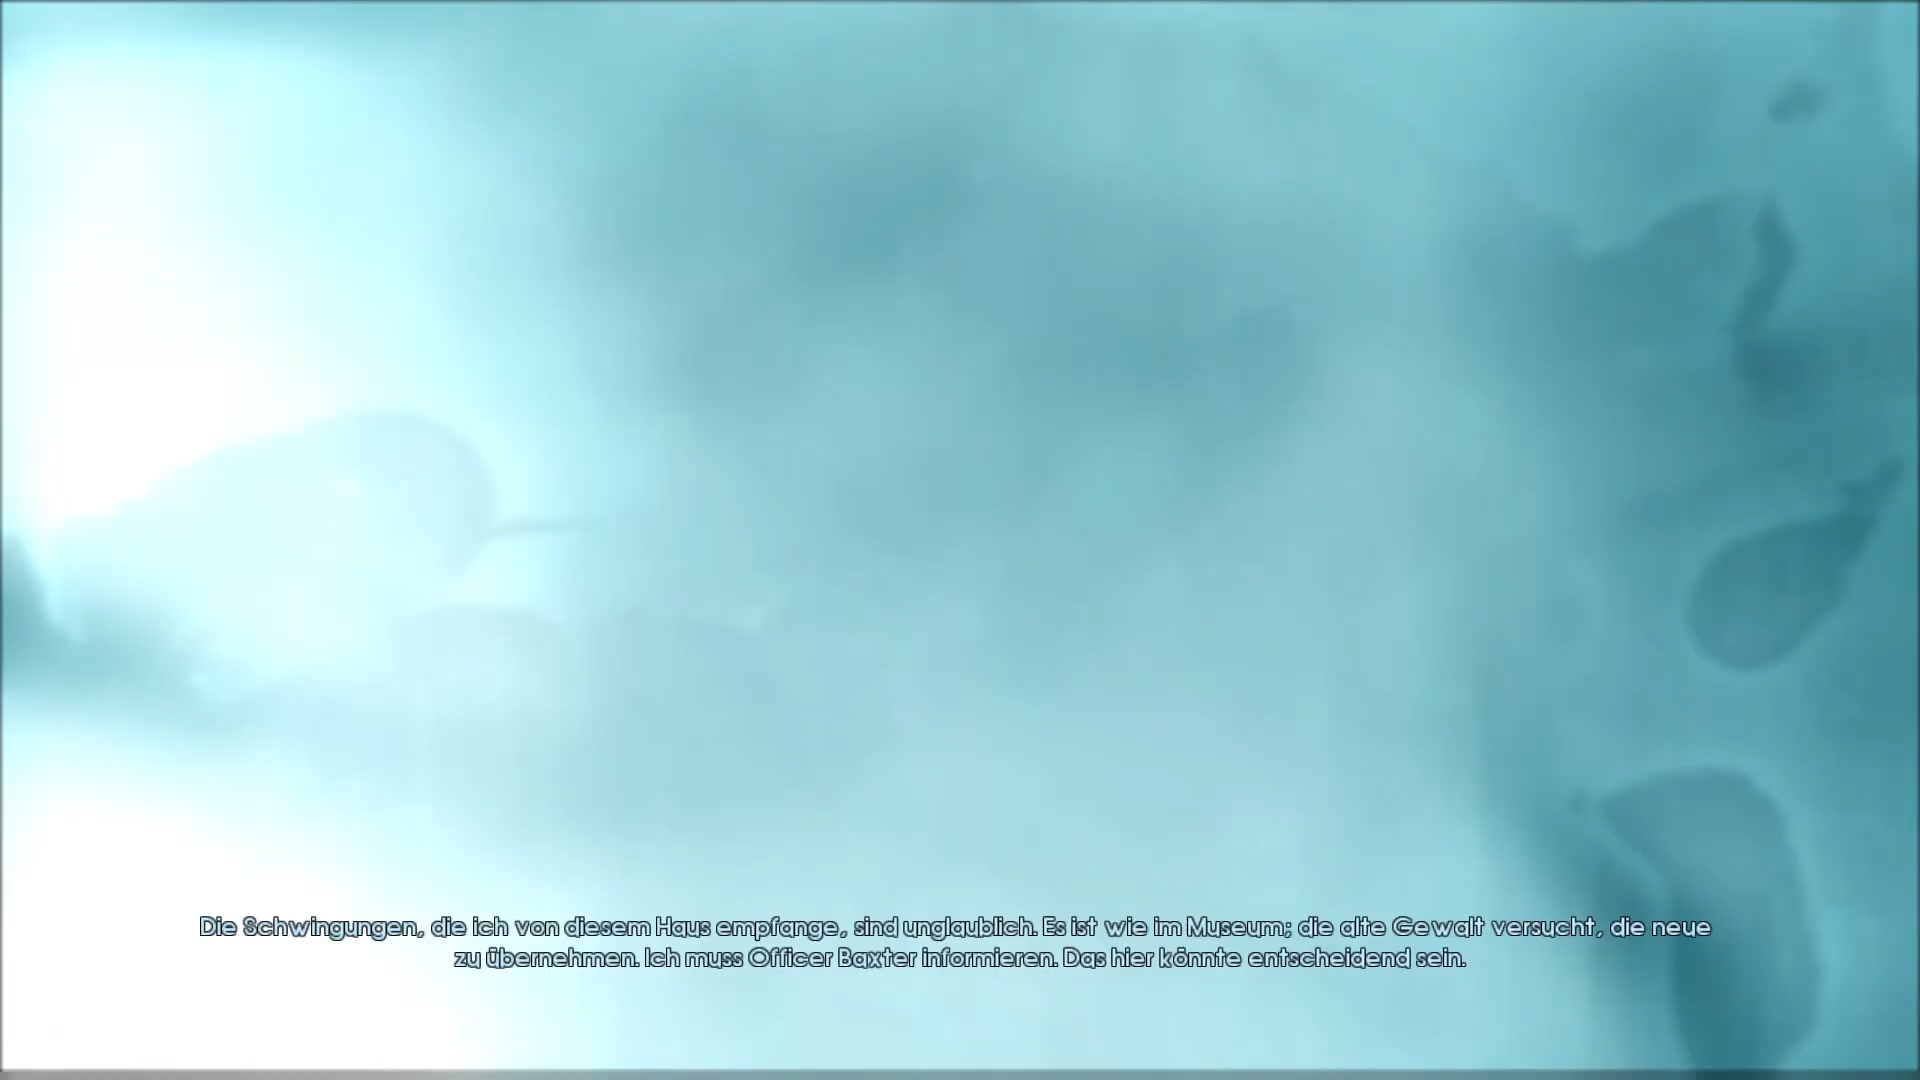 Die Schwingungen, die ich von diesem Haus empfange, sind unglaublich. Es ist wie im Museum; die alte Gewalt versucht, die neue
zu übernehmen. Ich muss Officer Baxter informieren. Das hier könnte entscheidend sein.